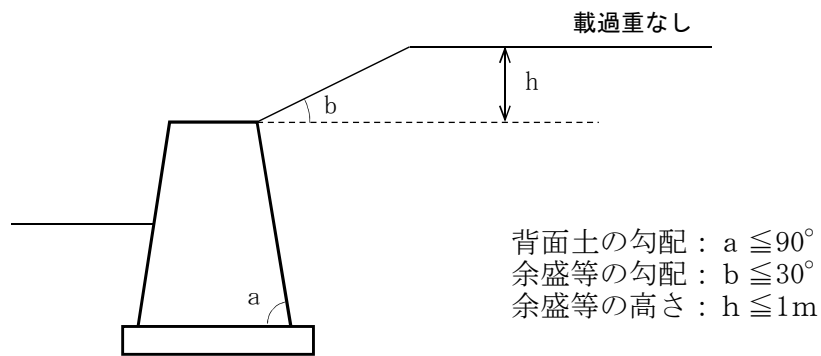 載過重なし
h
b
a
背面土の勾配：a≦90°
余盛等の勾配：b≦30°
余盛等の高さ：h≦1m